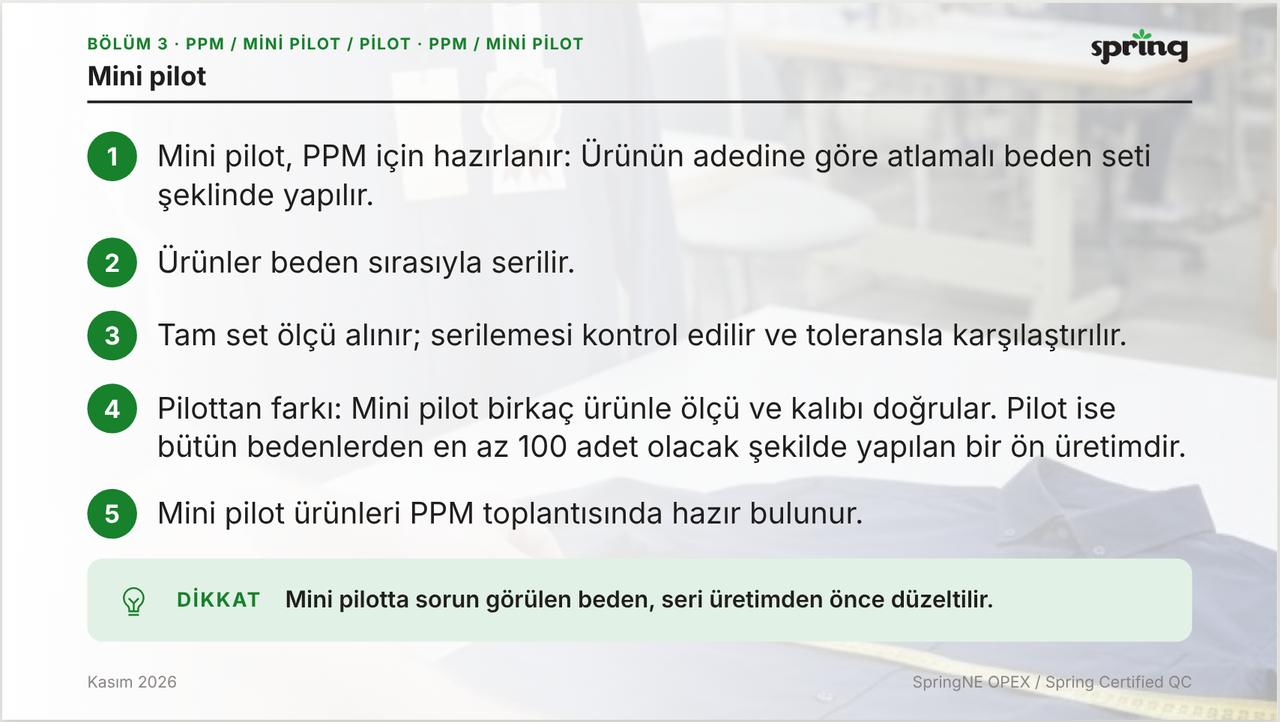 BÖLÜM 3 · PPM / MİNİ PİLOT / PİLOT · PPM / MİNİ PİLOT
spring
Mini pilot
1 Mini pilot, PPM için hazırlanır: Ürünün adedine göre atlamalı beden seti
şeklinde yapılır.
2 Ürünler beden sırasıyla serilir.
3 Tam set ölçü alınır; serilemesi kontrol edilir ve toleransla karşılaştırılır.
4 Pilottan farkı: Mini pilot birkaç ürünle ölçü ve kalıbı doğrular. Pilot ise
bütün bedenlerden en az 100 adet olacak şekilde yapılan bir ön üretimdir.
5 Mini pilot ürünleri PPM toplantısında hazır bulunur.
DİKKAT Mini pilotta sorun görülen beden, seri üretimden önce düzeltilir.
Kasım 2026
SpringNE OPEX / Spring Certified QC